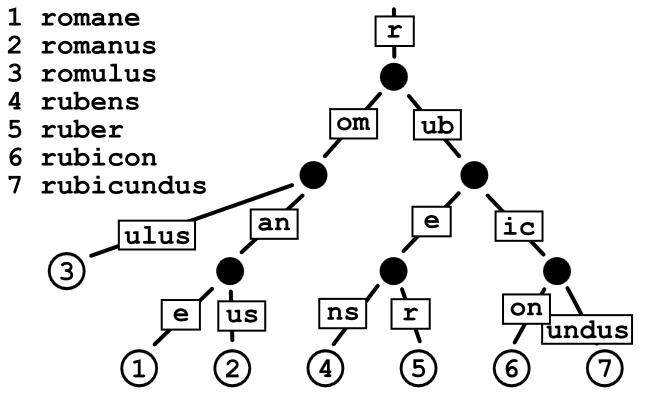 1 romane
2 romanus
3 romulus
4 rubens
5 ruber
6 rubicon
7 rubicundus
r
om ub
ulus an e ic
3
e us ns r on undus
1 2 4 5 6 7